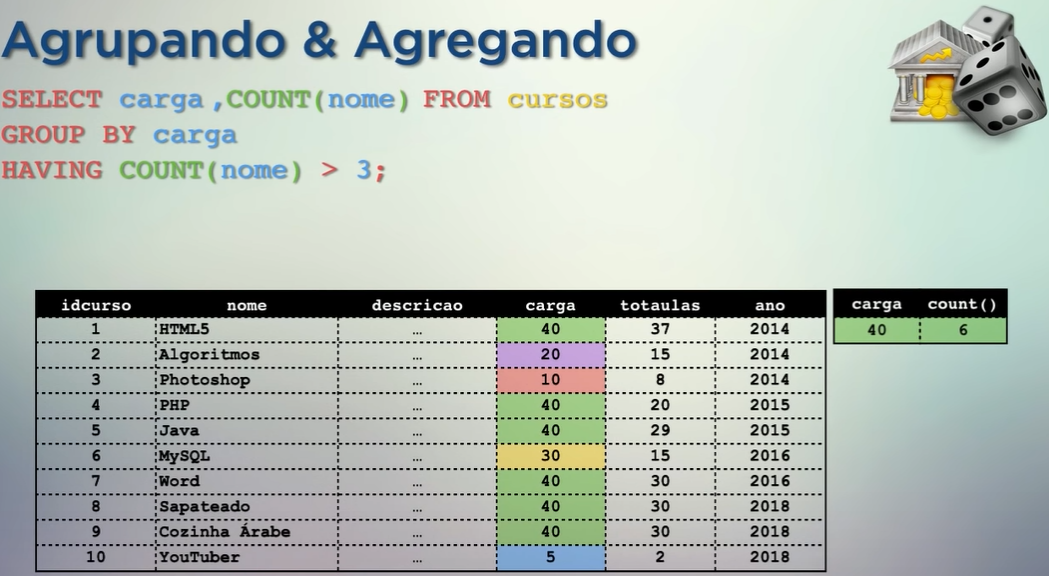 Agrupando & Agregando
SELECT carga ,COUNT(nome) FROM cursos
GROUP BY carga
HAVING COUNT(nome) > 3;
idcurso nome descricao carga totaulas ano
1 HTML5 … 40 37 2014
2 Algoritmos … 20 15 2014
3 Photoshop … 10 8 2014
4 PHP … 40 20 2015
5 Java … 40 29 2015
6 MySQL … 30 15 2016
7 Word … 40 30 2016
8 Sapateado … 40 30 2018
9 Cozinha Árabe … 40 30 2018
10 YouTuber … 5 2 2018
carga count()
40 6